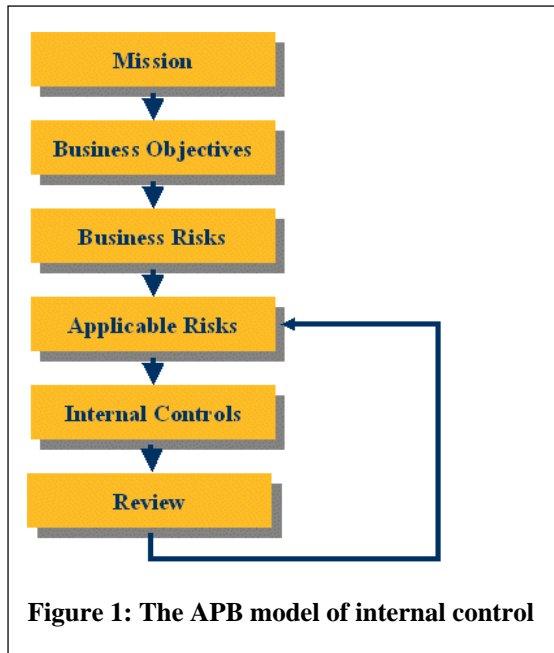 Mission
Business Objectives
Business Risks
Applicable Risks
Internal Controls
Review
Figure 1: The APB model of internal control